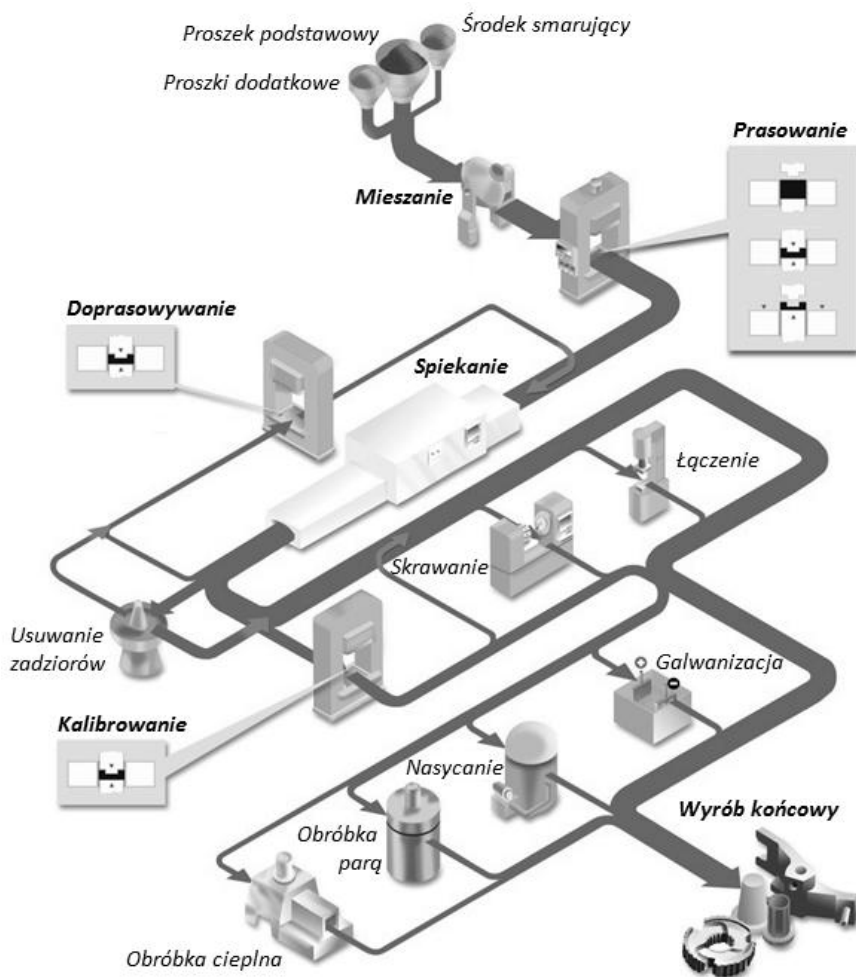 Proszek podstawowy
Środek smarujący
Proszki dodatkowe
Prasowanie
Mieszanie
Doprasowywanie
Spiekanie
Łączenie
Skrawanie
Usuwanie
zadziorów
Galwanizacja
Kalibrowanie
Nasycanie
Wyrób końcowy
Obróbka
parą
Obróbka cieplna